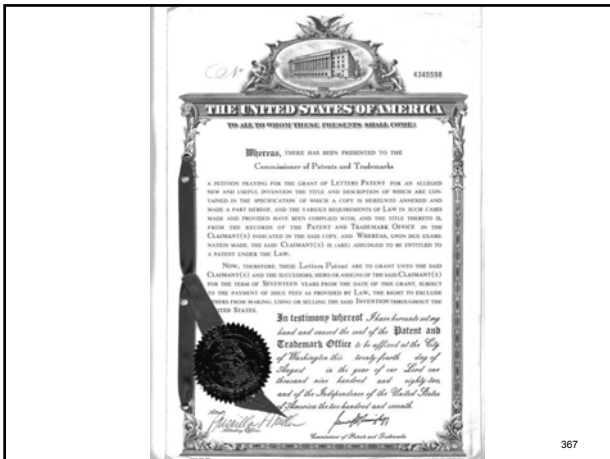 No
4345598
THE UNITED STATES OF AMERICA
TO ALL TO WHOM THESE PRESENTS SHALL COME:
Whereas, THERE HAS BEEN PRESENTED TO THE
Commissioner of Patents and Trademarks
A PETITION PRAYING FOR THE GRANT OF LETTERS PATENT FOR AN ALLEGED
NEW AND USEFUL INVENTION THE TITLE AND DESCRIPTION OF WHICH ARE CON-
TAINED IN THE SPECIFICATION OF WHICH A COPY IS HEREUNTO ANNEXED AND
MADE A PART HEREOF, AND THE VARIOUS REQUIREMENTS OF LAW IN SUCH CASES
MADE AND PROVIDED HAVE BEEN COMPLIED WITH, AND THE TITLE THERETO IS,
FROM THE RECORDS OF THE PATENT AND TRADEMARK OFFICE IN THE
CLAIMANT(S) INDICATED IN THE SAID COPY, AND WHEREAS, UPON DUE EXAMI-
NATION MADE, THE SAID CLAIMANT(S) IS (ARE) ADJUDGED TO BE ENTITLED TO
A PATENT UNDER THE LAW.
NOW, THEREFORE, THESE Letters Patent ARE TO GRANT UNTO THE SAID
CLAIMANT(S) AND THE SUCCESSORS, HEIRS OR ASSIGNS OF THE SAID CLAIMANT(S)
FOR THE TERM OF SEVENTEEN YEARS FROM THE DATE OF THIS GRANT, SUBJECT
TO THE PAYMENT OF ISSUE FEES AS PROVIDED BY LAW, THE RIGHT TO EXCLUDE
OTHERS FROM MAKING, USING OR SELLING THE SAID INVENTION THROUGHOUT THE
UNITED STATES.
In testimony whereof I have hereunto set my
hand and caused the seal of the Patent and
Trademark Office to be affixed at the City
of Washington this twenty-fourth day of
August in the year of our Lord one
thousand nine hundred and eighty-two,
and of the Independence of the United States
of America the two hundred and seventh.
Attest
Attesting Officer
Commissioner of Patents and Trademarks
367